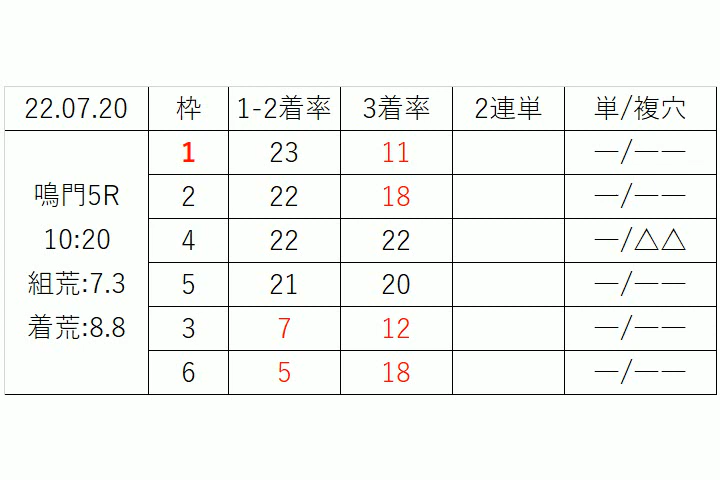 22.07.20 枠 1-2着率 3着率 2連単 単/複穴
鳴門5R
10:20
組荒:7.3
着荒:8.8
1 23 11 ―/――
2 22 18 ―/――
4 22 22 ―/△△
5 21 20 ―/――
3 7 12 ―/――
6 5 18 ―/――